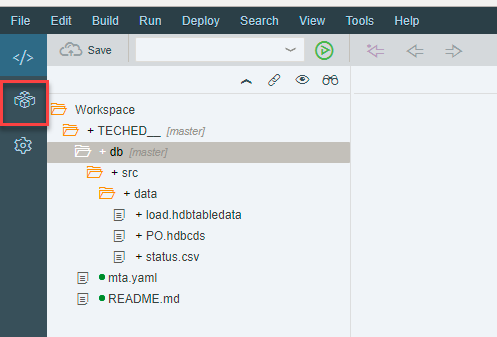 File Edit Build Run Deploy Search View Tools Help
</> Save
Workspace
+ TECHED__ [master]
+ db [master]
+ src
+ data
+ load.hdbtabledata
+ PO.hdbcds
+ status.csv
mta.yaml
README.md